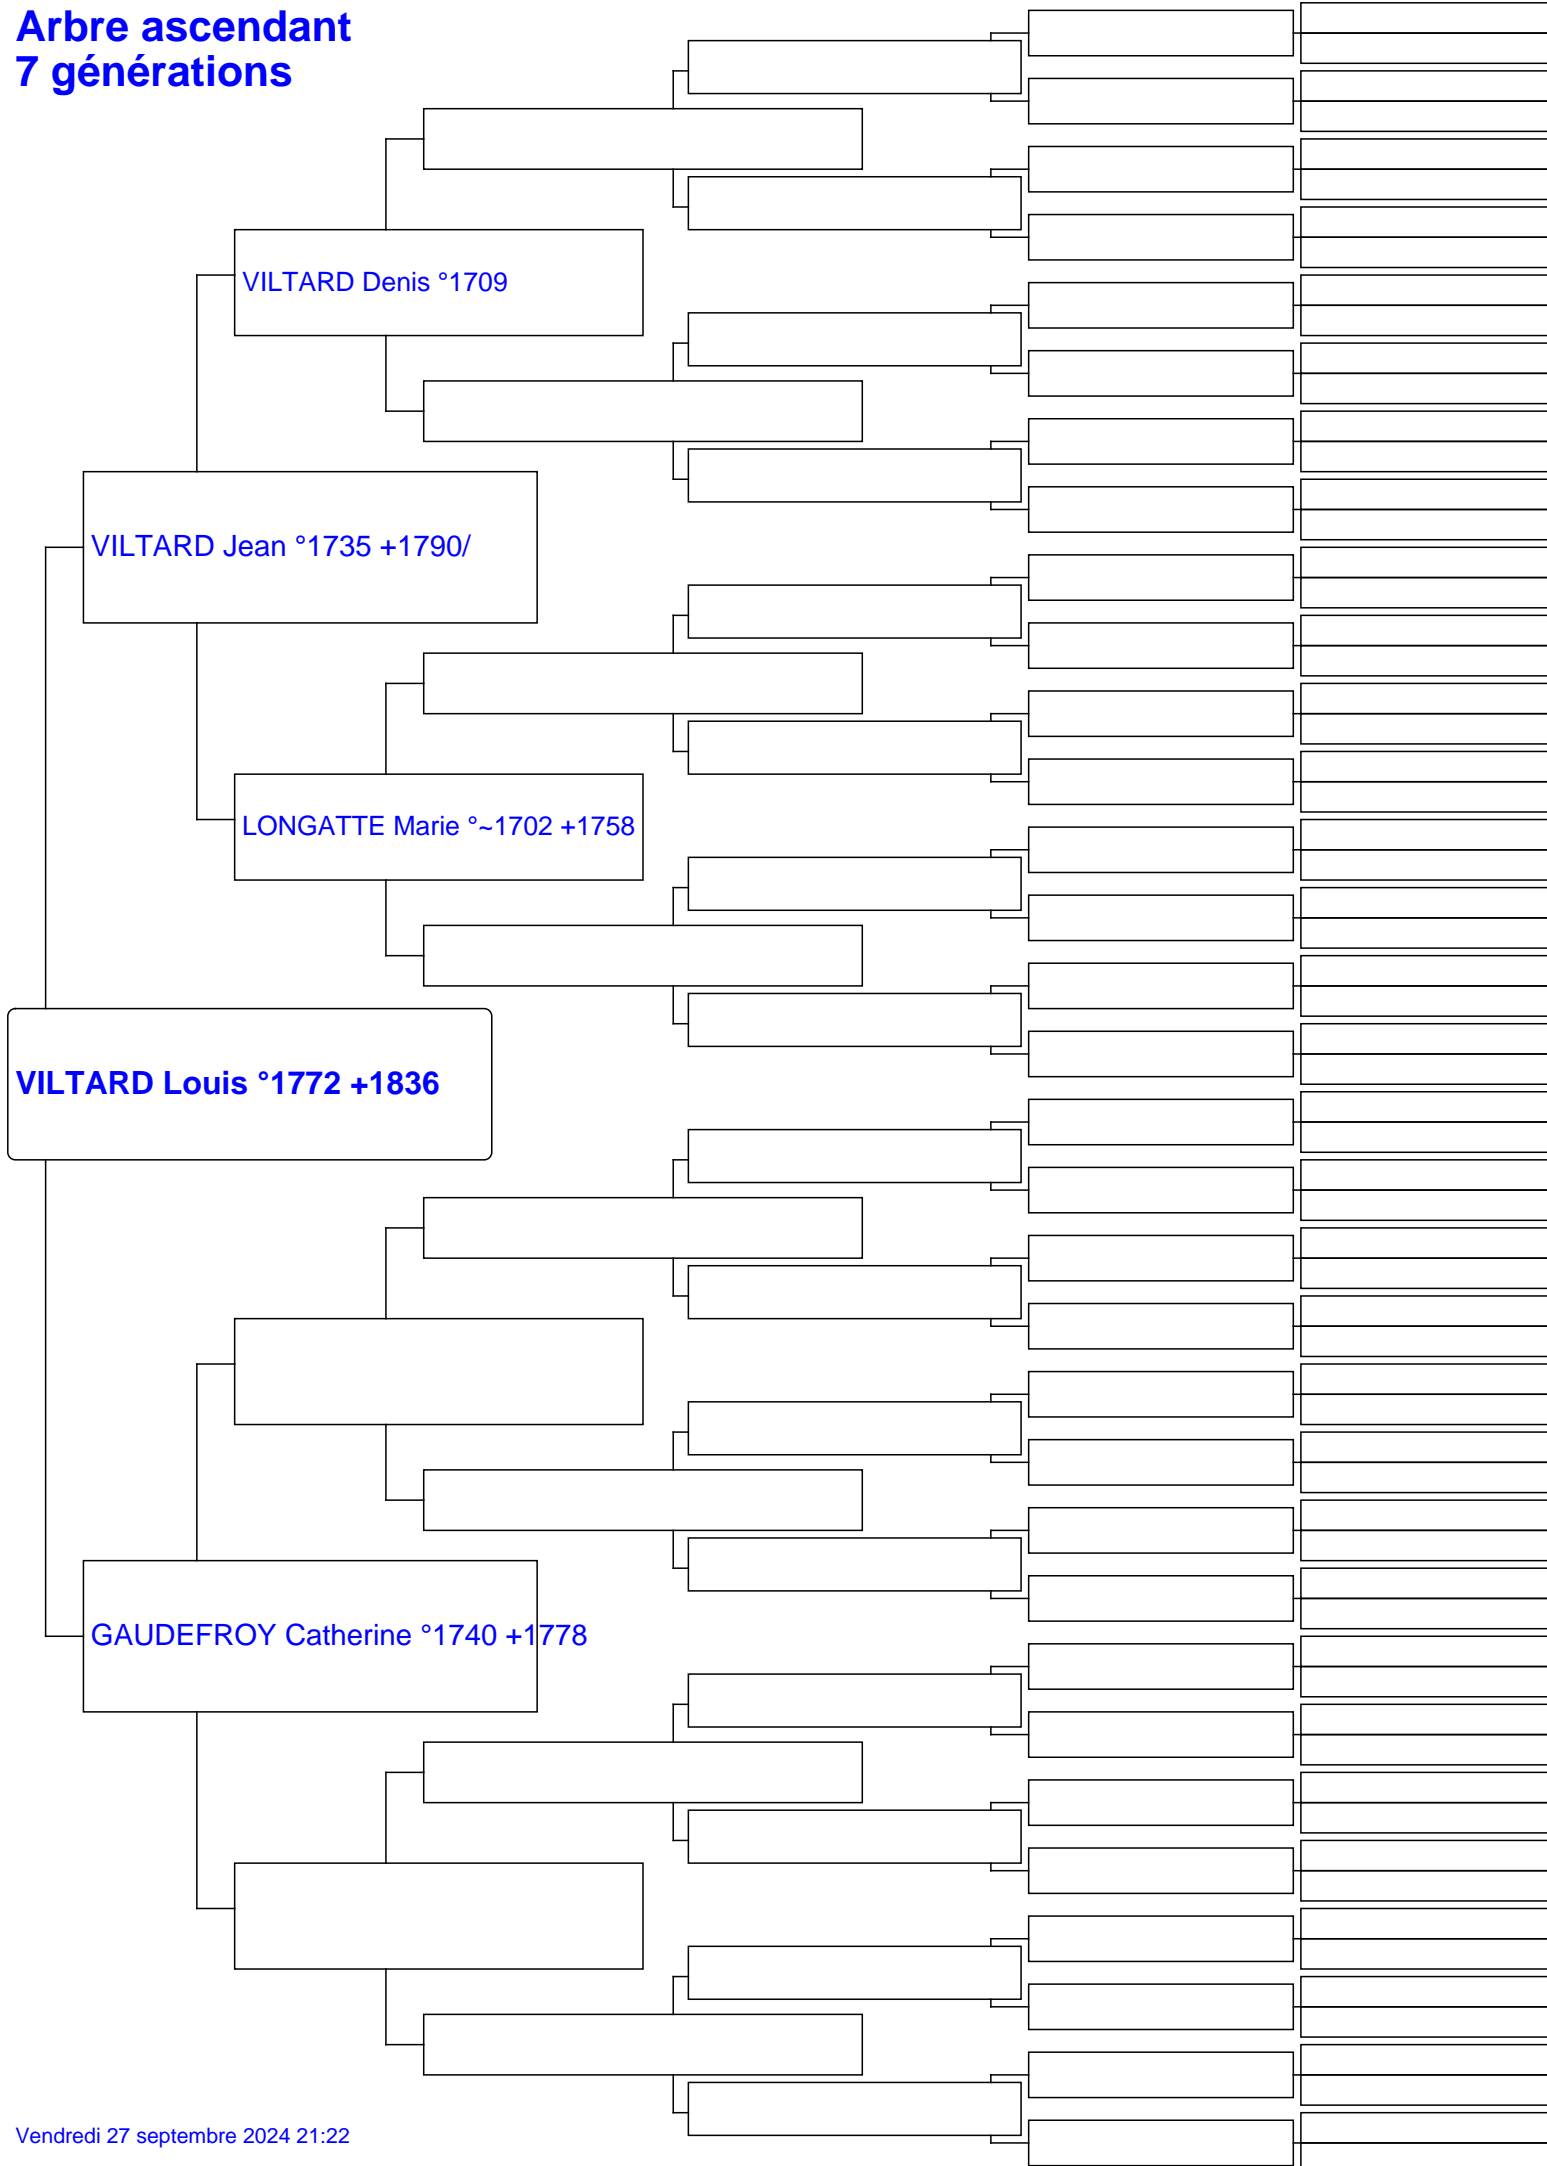 Arbre ascendant
7 générations
VILTARD Denis °1709
VILTARD Jean °1735 +1790/
LONGATTE Marie °~1702 +1758
VILTARD Louis °1772 +1836
GAUDEFROY Catherine °1740 +1778
Vendredi 27 septembre 2024 21:22